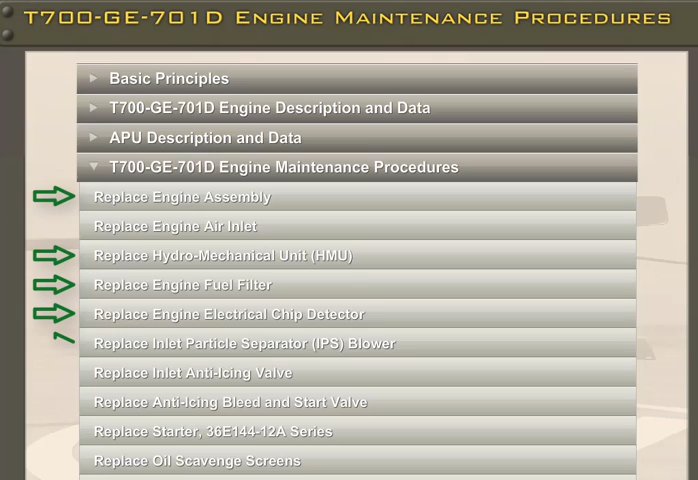 T700-GE-701D Engine Maintenance Procedures
Basic Principles
T700-GE-701D Engine Description and Data
APU Description and Data
T700-GE-701D Engine Maintenance Procedures
Replace Engine Assembly
Replace Engine Air Inlet
Replace Hydro-Mechanical Unit (HMU)
Replace Engine Fuel Filter
Replace Engine Electrical Chip Detector
Replace Inlet Particle Separator (IPS) Blower
Replace Inlet Anti-Icing Valve
Replace Anti-Icing Bleed and Start Valve
Replace Starter, 36E144-12A Series
Replace Oil Scavenge Screens